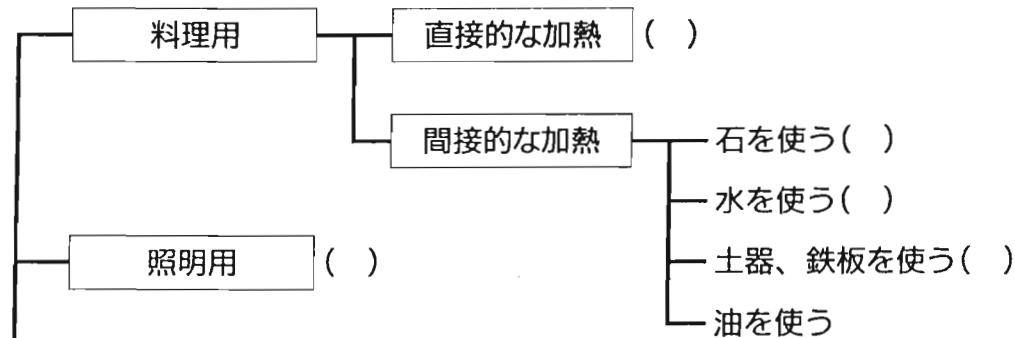 料理用 直接的な加熱 (　)
間接的な加熱 石を使う(　)
水を使う(　)
照明用 (　) 土器、鉄板を使う(　)
油を使う